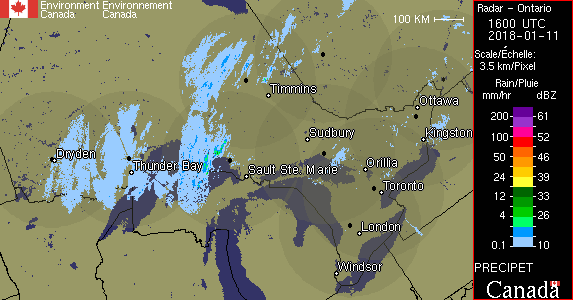 Environment Environnement
Canada Canada
100 KM
Timmins
Ottawa
Kingston
Sudbury
Dryden
Thunder Bay
Sault Ste. Marie
Orillia
Toronto
London
Windsor
Radar - Ontario
1600 UTC
2018-01-11
Scale/Échelle:
3.5 km/Pixel
Rain/Pluie
mm/hr dBZ
200 61
100 52
50 46
24 39
12 33
4 26
0.1 10
PRECIPET
Canada